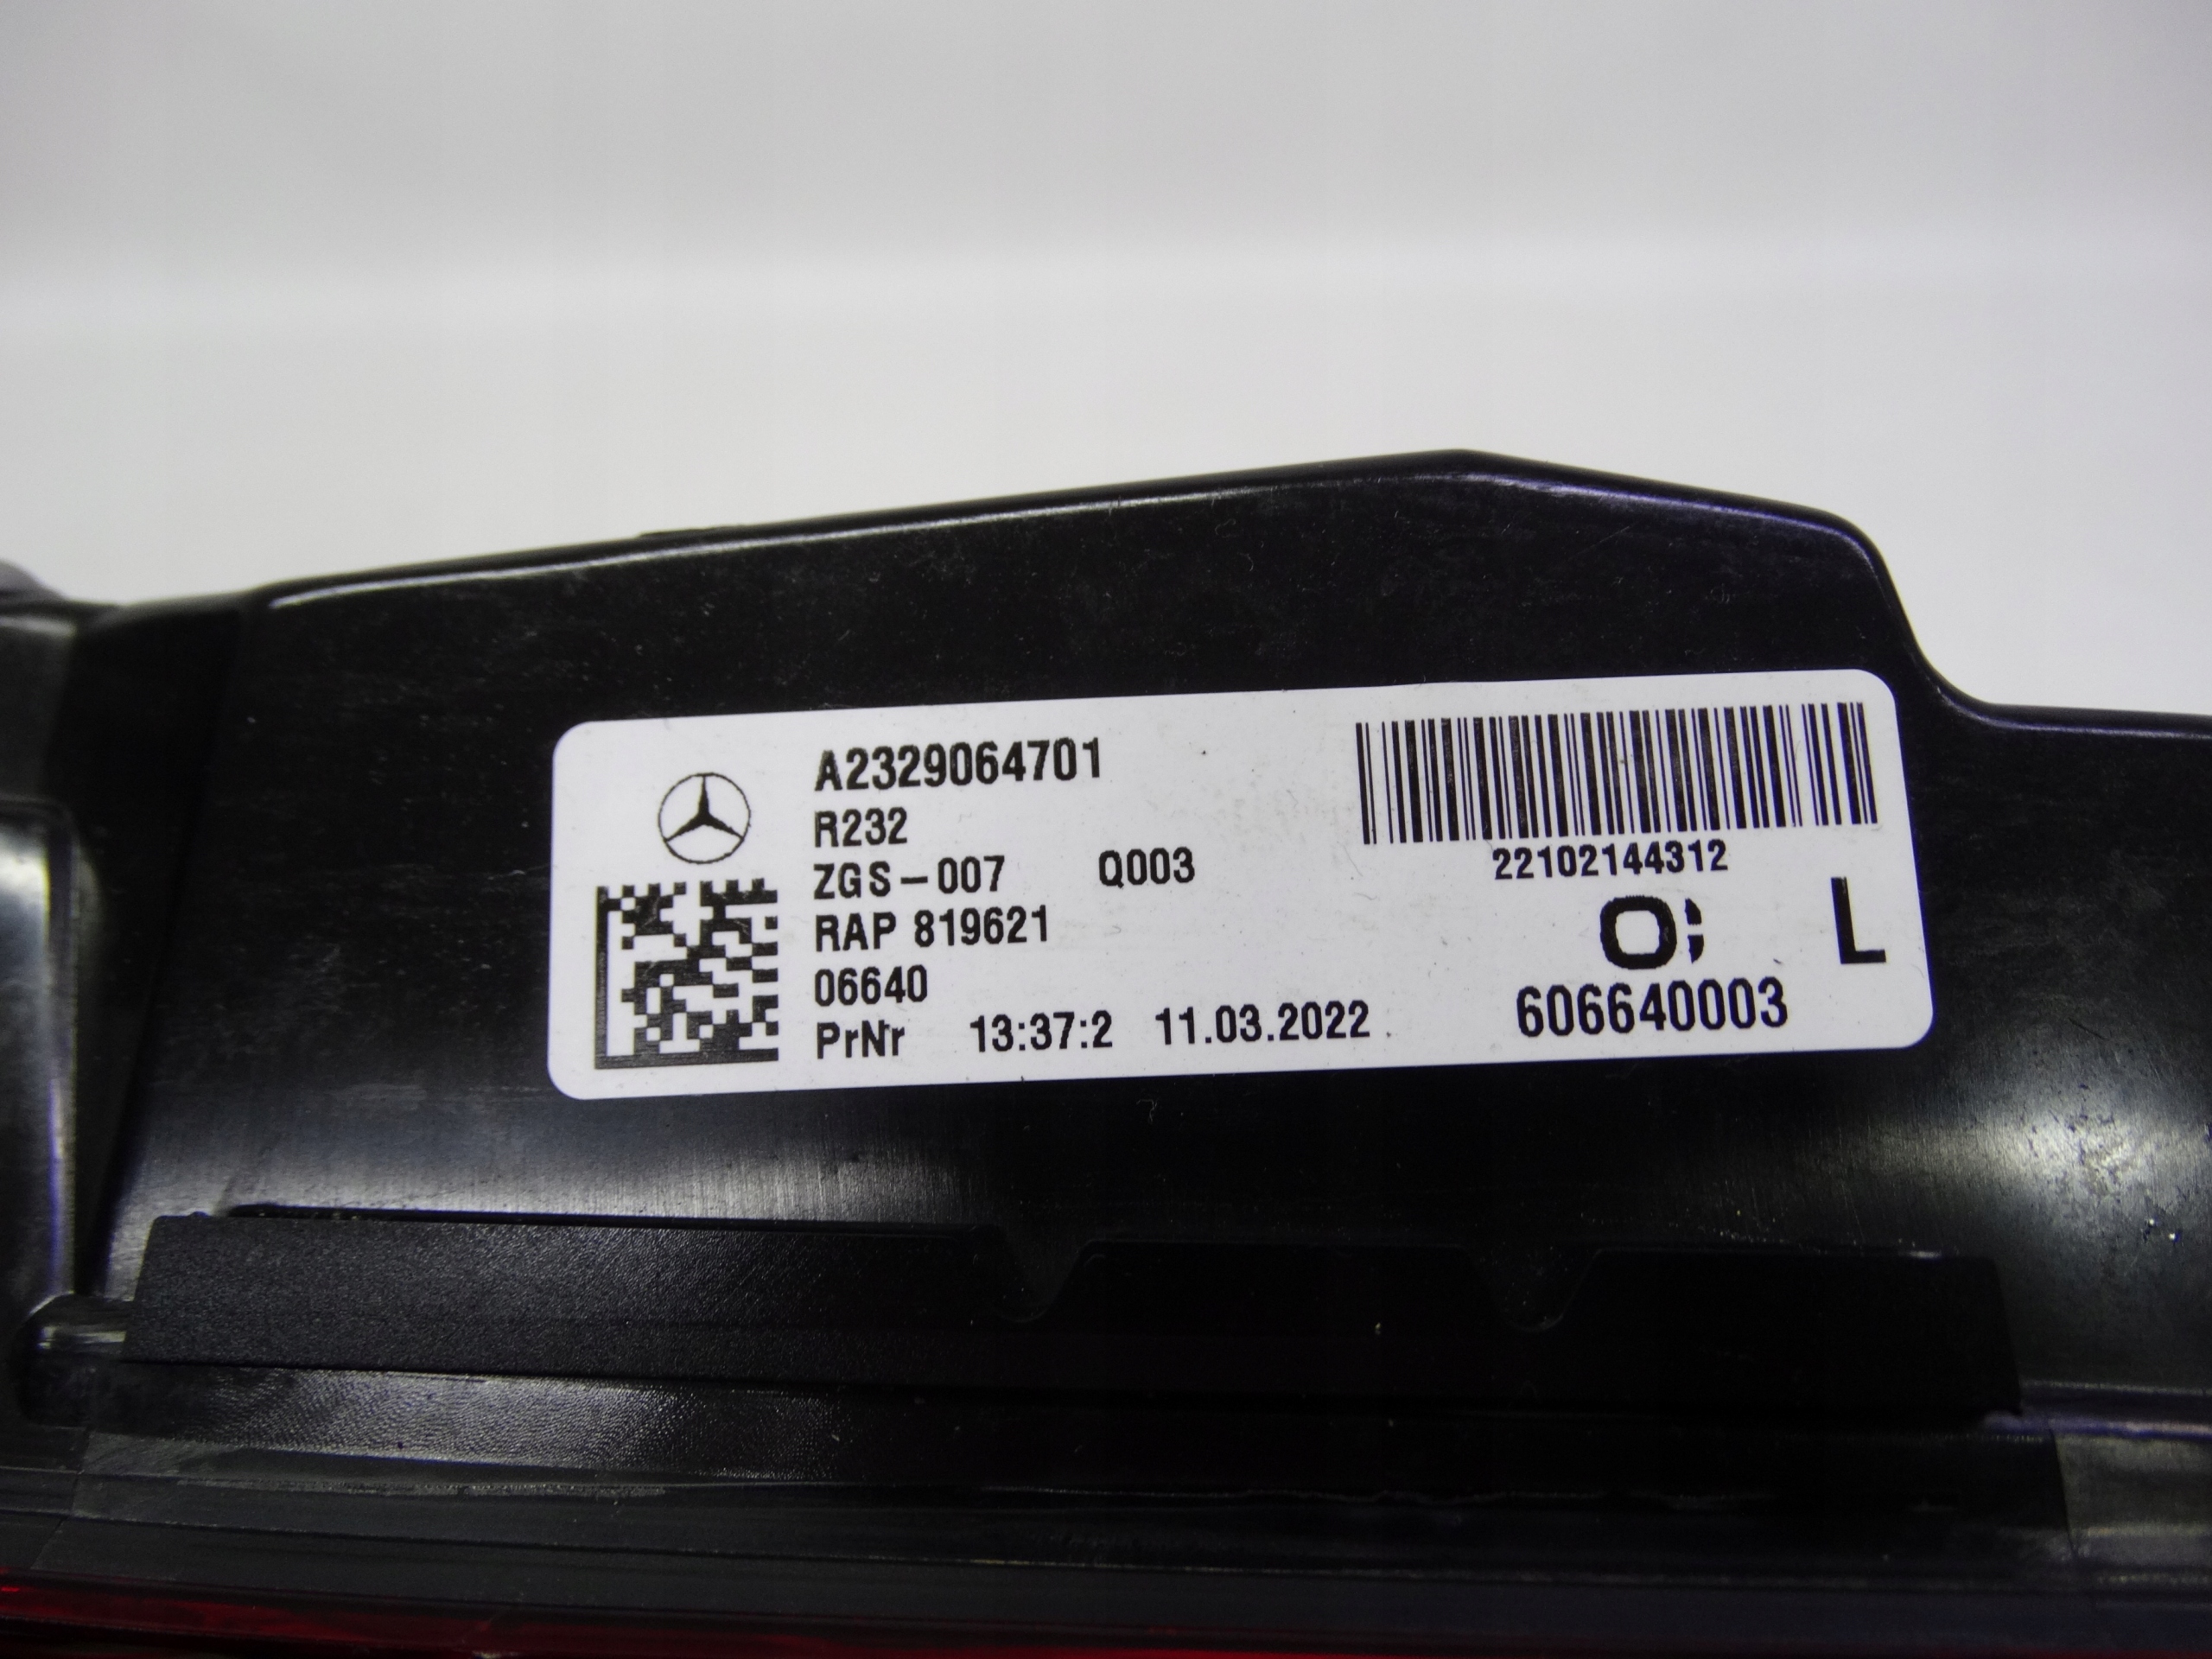 A2329064701
R232
ZGS-007 Q003
RAP 819621
06640
PrNr 13:37:2 11.03.2022
22102144312
L
606640003